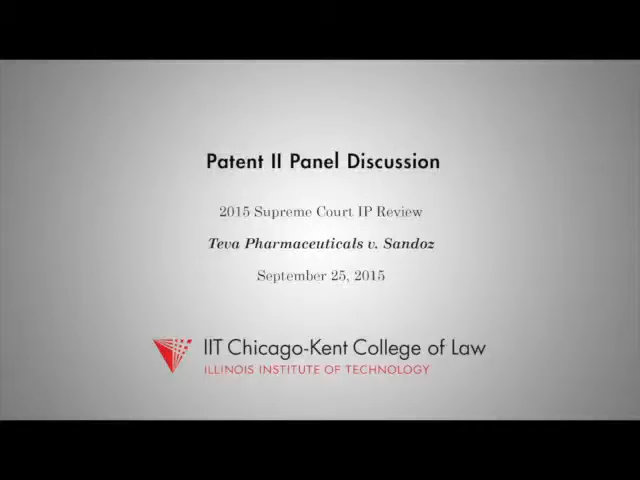 Patent II Panel Discussion
2015 Supreme Court IP Review
Teva Pharmaceuticals v. Sandoz
September 25, 2015
IIT Chicago-Kent College of Law
ILLINOIS INSTITUTE OF TECHNOLOGY